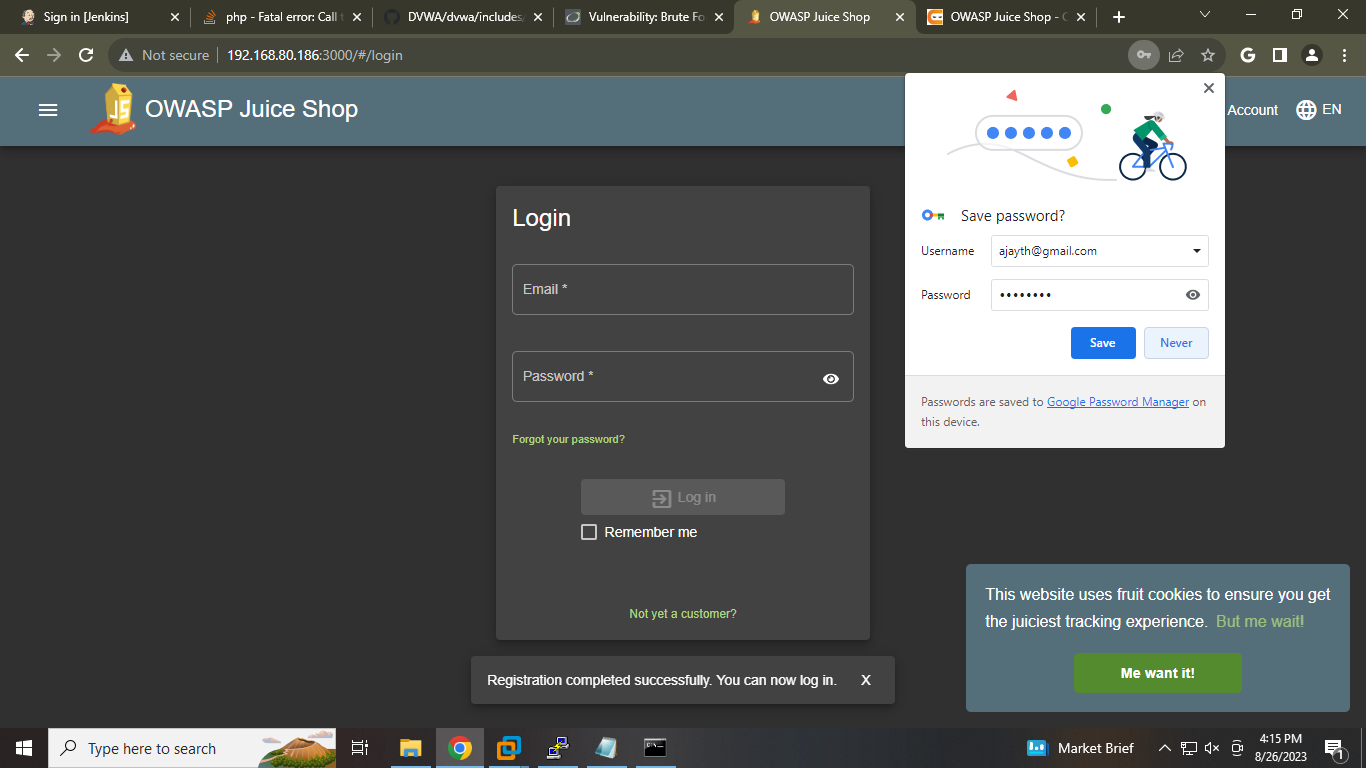 Sign in [Jenkins]
php - Fatal error: Call t
DVWA/dvwa/includes/
Vulnerability: Brute Fo
OWASP Juice Shop
OWASP Juice Shop - C
Not secure
192.168.80.186:3000/#/login
OWASP Juice Shop
Account
EN
Save password?
Username
ajayth@gmail.com
Password
••••••••
Save
Never
Passwords are saved to Google Password Manager on
this device.
Login
Email *
Password *
Forgot your password?
Log in
Remember me
Not yet a customer?
Registration completed successfully. You can now log in.
X
This website uses fruit cookies to ensure you get
the juiciest tracking experience. But me wait!
Me want it!
Type here to search
Market Brief
4:15 PM
8/26/2023
1